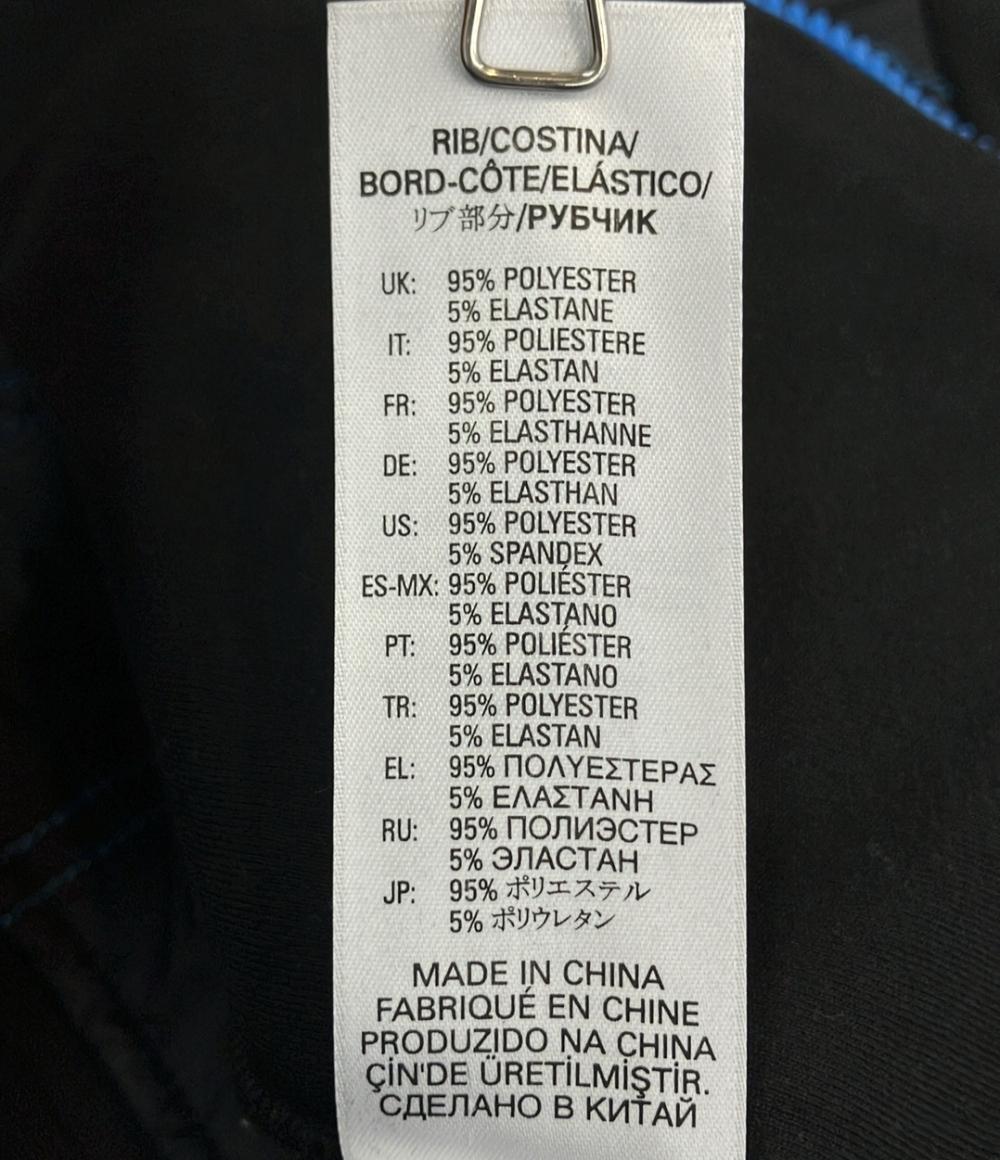 RIB/COSTINA/
BORD-CÔTE/ELÁSTICO/
リブ部分/РУБЧИК
UK: 95% POLYESTER
5% ELASTANE
IT: 95% POLIESTERE
5% ELASTAN
FR: 95% POLYESTER
5% ELASTHANNE
DE: 95% POLYESTER
5% ELASTHAN
US: 95% POLYESTER
5% SPANDEX
ES-MX: 95% POLIÉSTER
5% ELASTANO
PT: 95% POLIÉSTER
5% ELASTANO
TR: 95% POLYESTER
5% ELASTAN
EL: 95% ΠΟΛΥΕΣΤΕΡΑΣ
5% ΕΛΑΣΤΑΝΗ
RU: 95% ПОЛИЭСТЕР
5% ЭЛАСТАН
JP: 95% ポリエステル
5% ポリウレタン
MADE IN CHINA
FABRIQUÉ EN CHINE
PRODUZIDO NA CHINA
ÇİN'DE ÜRETİLMİŞTİR.
СДЕЛАНО В КИТАЙ